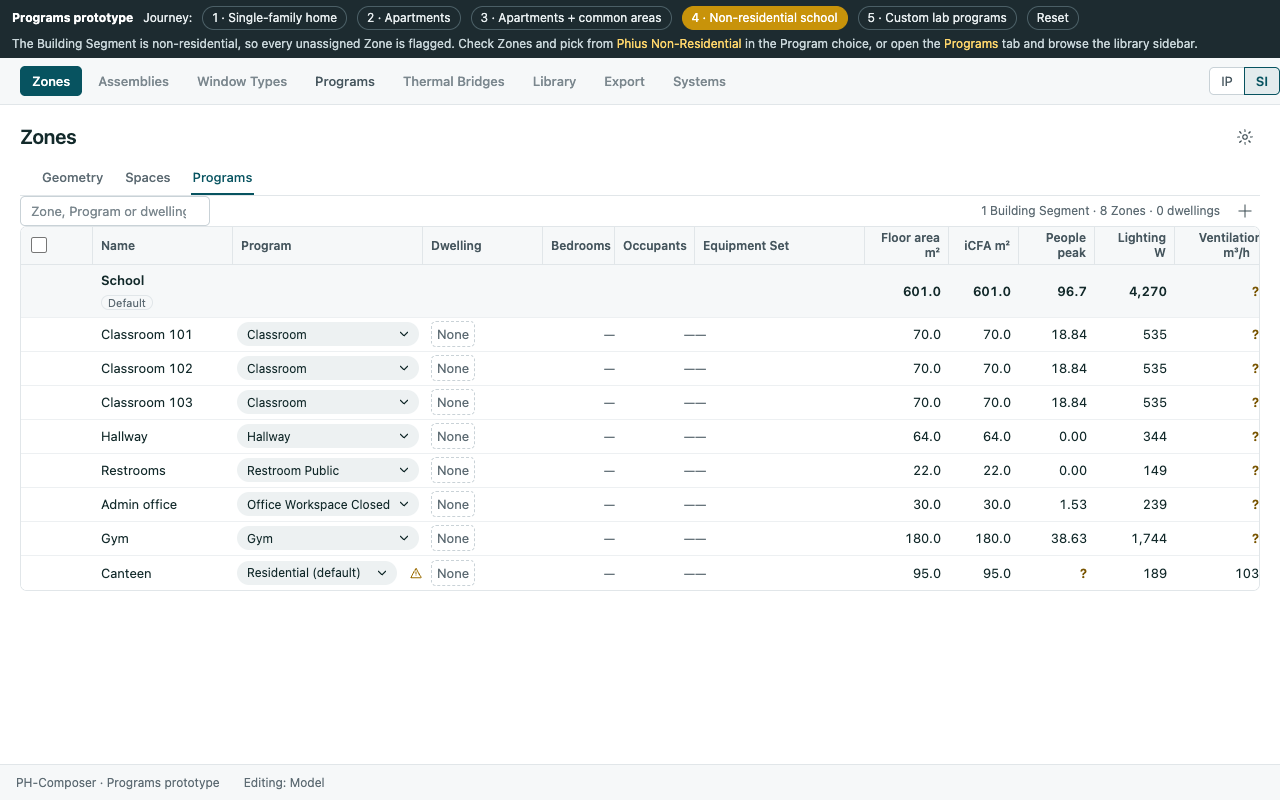 Programs prototype Journey: 1 · Single-family home 2 · Apartments 3 · Apartments + common areas 4 · Non-residential school 5 · Custom lab programs Reset
The Building Segment is non-residential, so every unassigned Zone is flagged. Check Zones and pick from Phius Non-Residential in the Program choice, or open the Programs tab and browse the library sidebar.
Zones Assemblies Window Types Programs Thermal Bridges Library Export Systems IP SI
Zones
Geometry Spaces Programs
Zone, Program or dwelling 1 Building Segment · 8 Zones · 0 dwellings
Name Program Dwelling Bedrooms Occupants Equipment Set Floor area m² iCFA m² People peak Lighting W Ventilation m³/h
School
Default 601.0 601.0 96.7 4,270 ?
Classroom 101 Classroom None — —— 70.0 70.0 18.84 535 ?
Classroom 102 Classroom None — —— 70.0 70.0 18.84 535 ?
Classroom 103 Classroom None — —— 70.0 70.0 18.84 535 ?
Hallway Hallway None — —— 64.0 64.0 0.00 344 ?
Restrooms Restroom Public None — —— 22.0 22.0 0.00 149 ?
Admin office Office Workspace Closed None — —— 30.0 30.0 1.53 239 ?
Gym Gym None — —— 180.0 180.0 38.63 1,744 ?
Canteen Residential (default) None — —— 95.0 95.0 ? 189 103
PH-Composer · Programs prototype Editing: Model